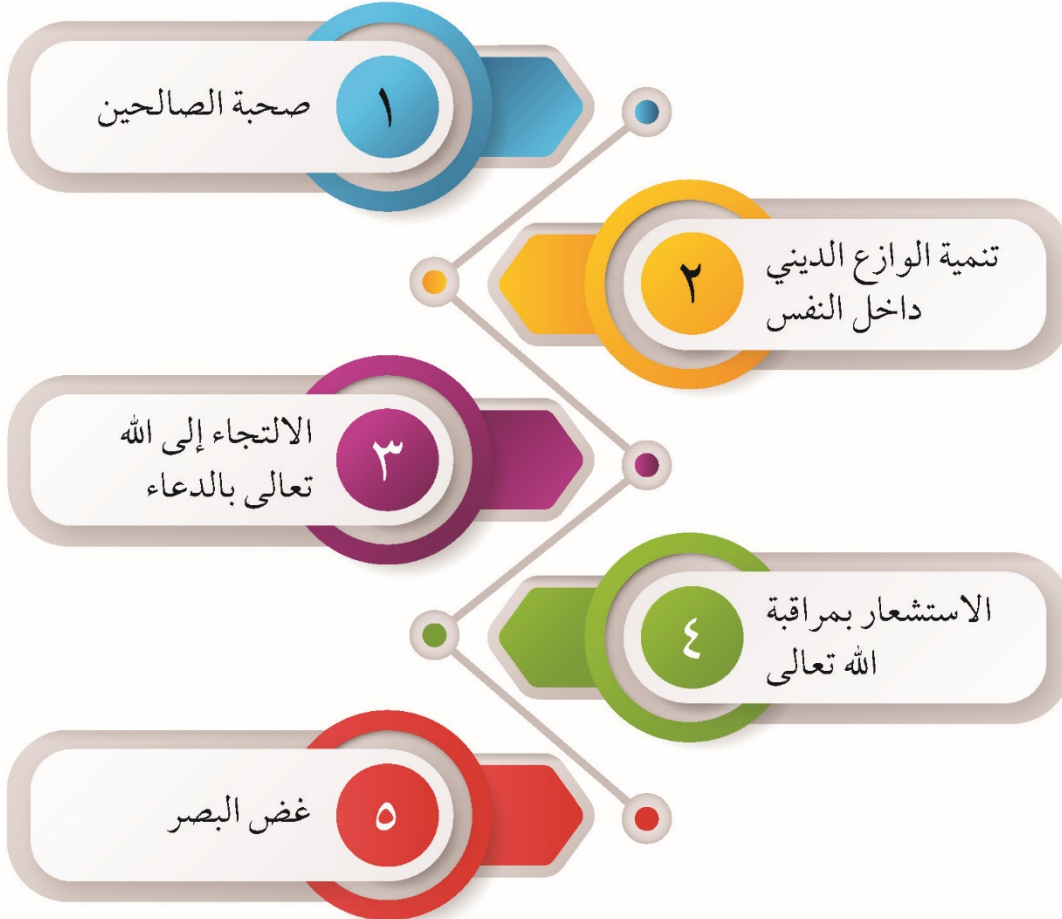 ١
صحبة الصالحين
٢
تنمية الوازع الديني
داخل النفس
٣
الالتجاء إلى الله
تعالى بالدعاء
٤
الاستشعار بمراقبة
الله تعالى
٥
غض البصر